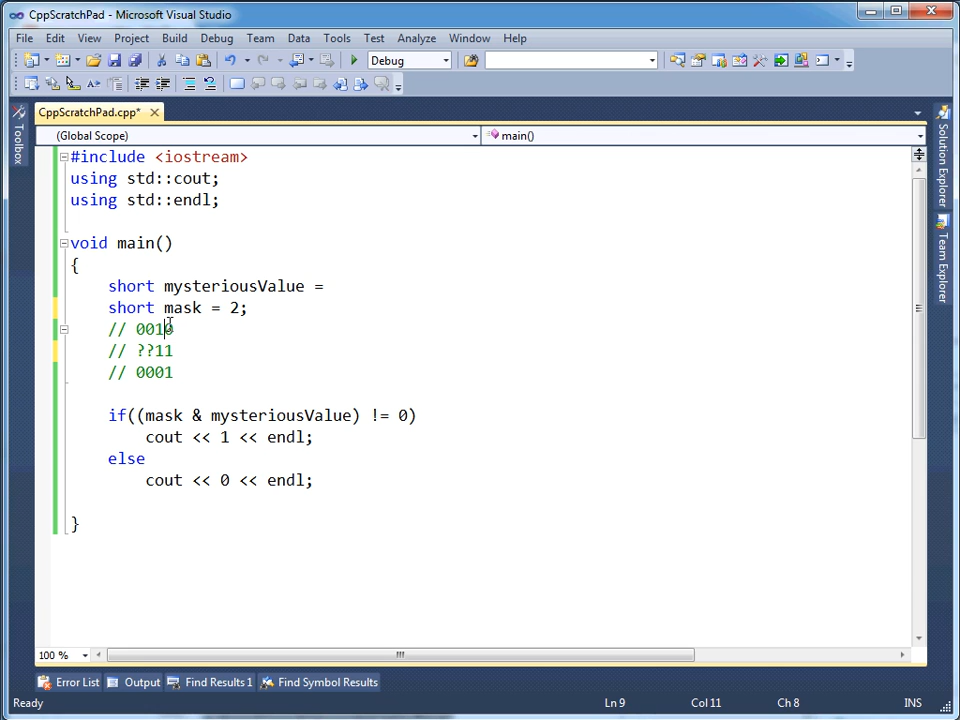 CppScratchPad - Microsoft Visual Studio
File Edit View Project Build Debug Team Data Tools Test Analyze Window Help
Debug
CppScratchPad.cpp*
(Global Scope) main()
Toolbox
Solution Explorer
Team Explorer
#include <iostream>
using std::cout;
using std::endl;
void main()
{
short mysteriousValue =
short mask = 2;
// 0010
// ??11
// 0001
if((mask & mysteriousValue) != 0)
cout << 1 << endl;
else
cout << 0 << endl;
}
100 %
Error List Output Find Results 1 Find Symbol Results
Ready Ln 9 Col 11 Ch 8 INS